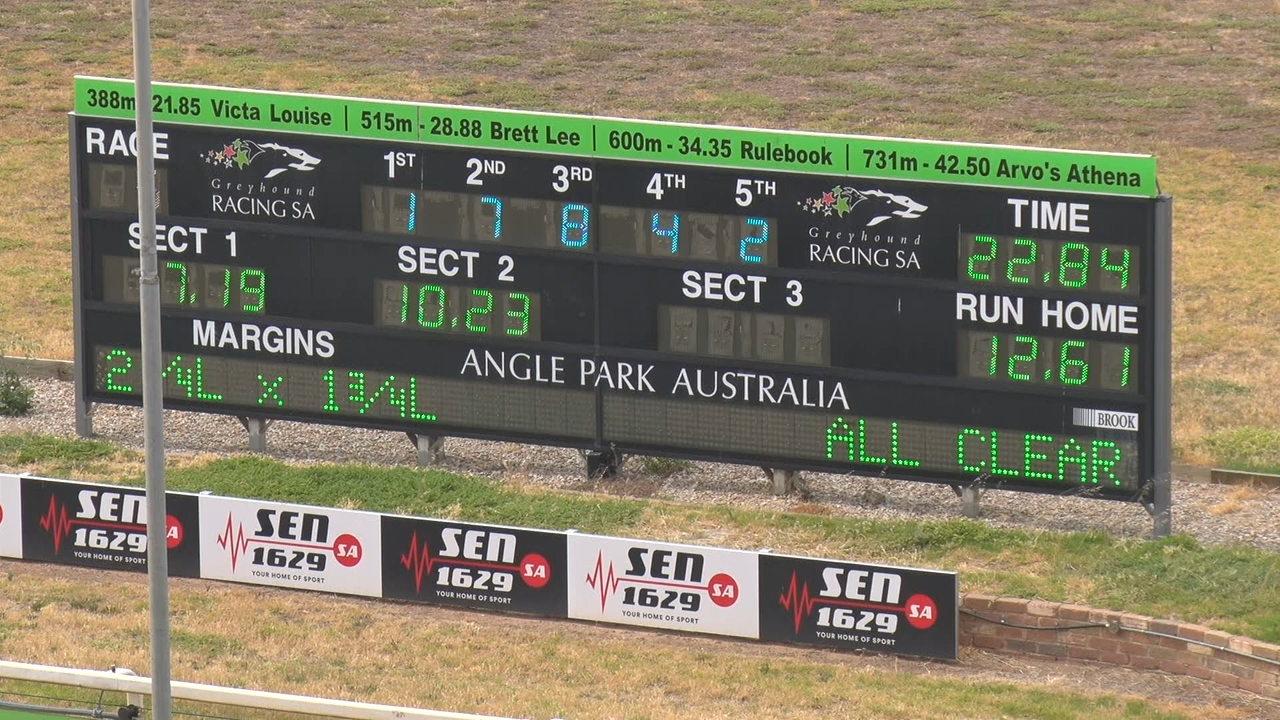 388m 21.85 Victa Louise | 515m - 28.88 Brett Lee | 600m - 34.35 Rulebook | 731m - 42.50 Arvo's Athena
RACE
Greyhound
RACING SA
1ST 2ND 3RD 4TH 5TH
1 7 8 4 2
Greyhound
RACING SA
TIME
22.84
SECT 1
7.19
SECT 2
10.23
SECT 3
RUN HOME
12.61
MARGINS
ANGLE PARK AUSTRALIA
2 L x 1¾L
BROOK
ALL CLEAR
SEN
1629
SA
YOUR HOME OF SPORT
SEN
1629
SA
YOUR HOME OF SPORT
SEN
1629
SA
YOUR HOME OF SPORT
SEN
1629
SA
YOUR HOME OF SPORT
SEN
1629
SA
YOUR HOME OF SPORT